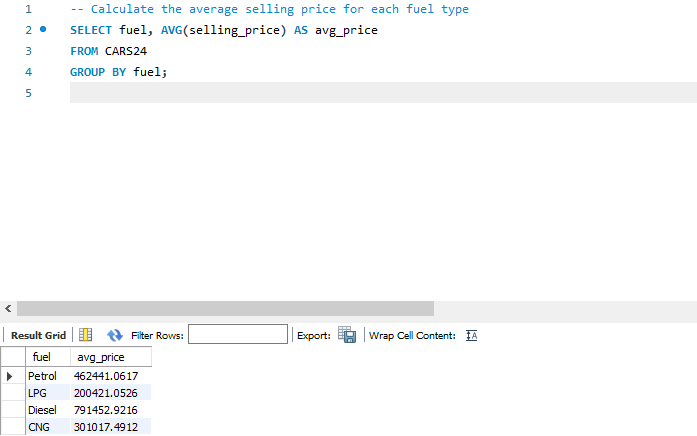 1 -- Calculate the average selling price for each fuel type
2 SELECT fuel, AVG(selling_price) AS avg_price
3 FROM CARS24
4 GROUP BY fuel;
5
Result Grid Filter Rows: Export: Wrap Cell Content: IA
fuel avg_price
Petrol 462441.0617
LPG 200421.0526
Diesel 791452.9216
CNG 301017.4912